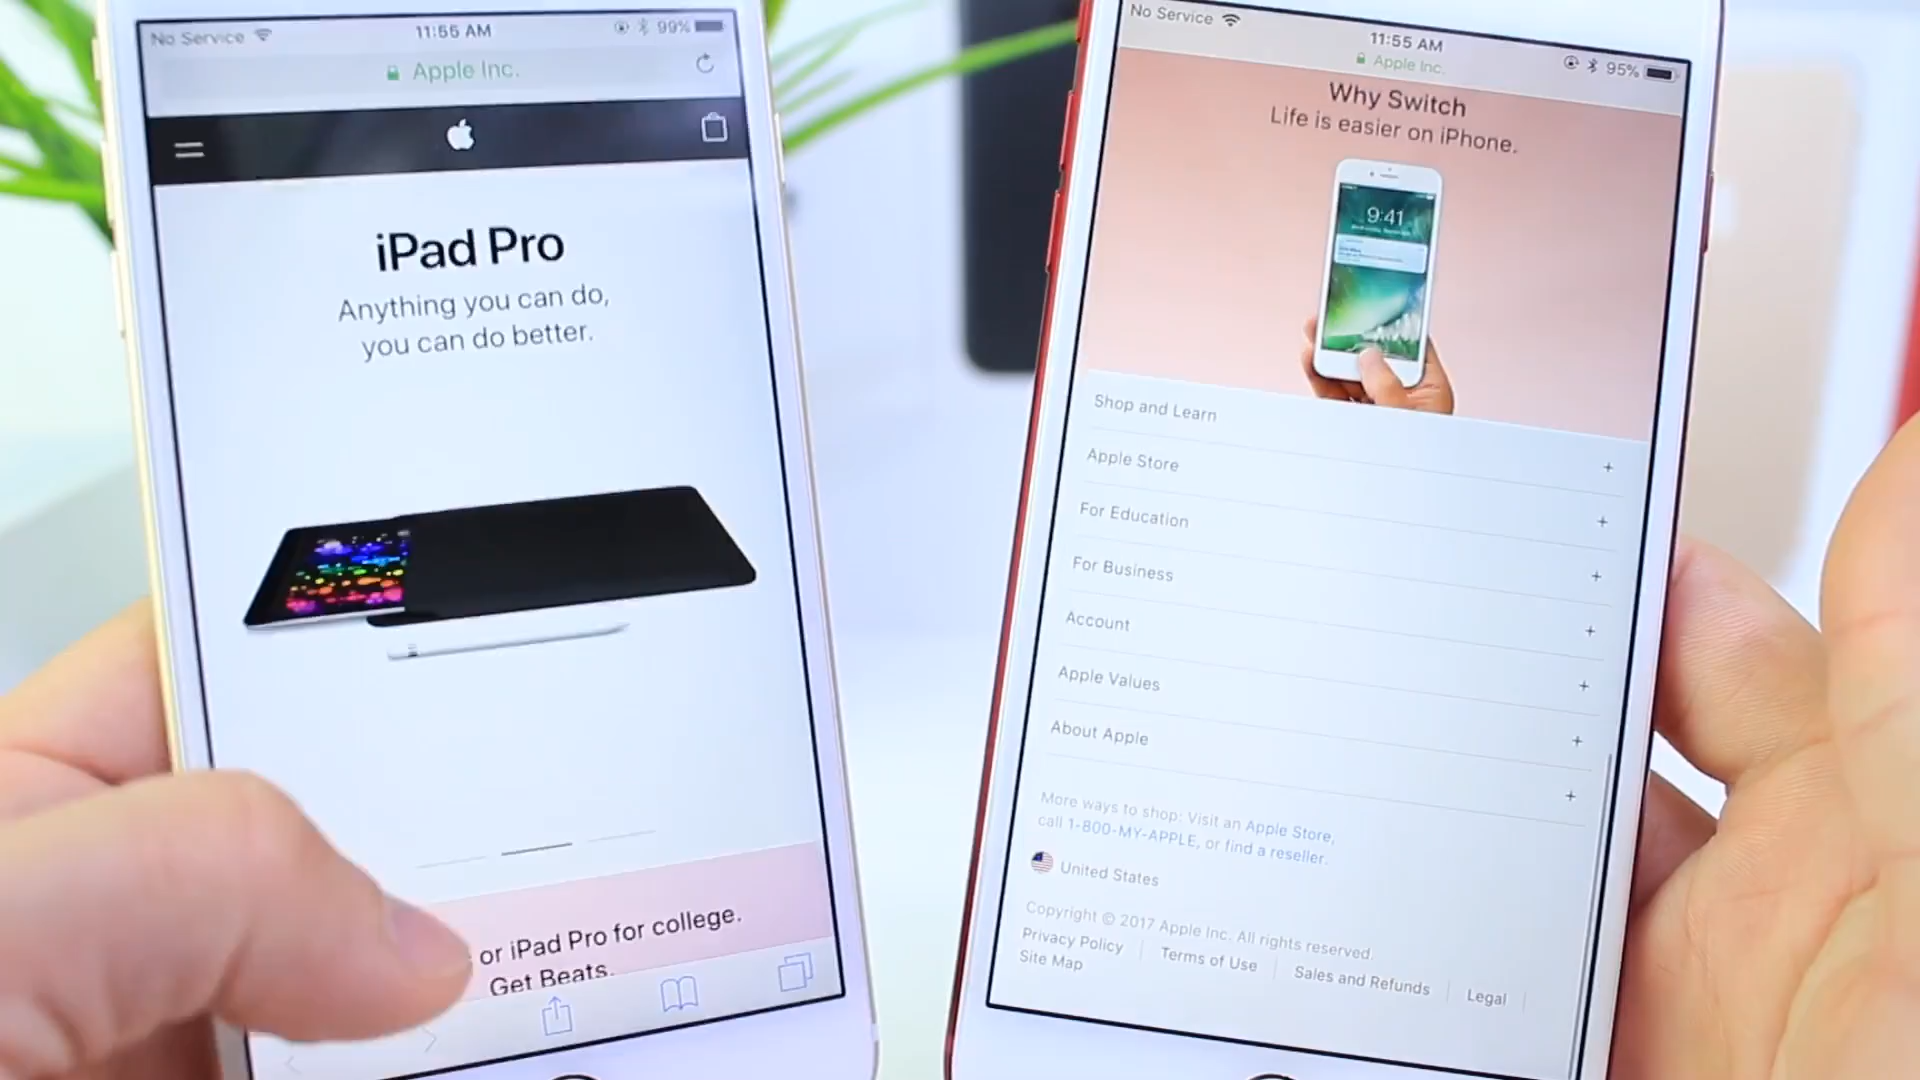 No Service
11:55 AM
99%
Apple Inc.
iPad Pro
Anything you can do,
you can do better.
or iPad Pro for college.
Get Beats.
No Service
11:55 AM
95%
Apple Inc.
Why Switch
Life is easier on iPhone.
9:41
Shop and Learn
+
Apple Store
+
For Education
+
For Business
+
Account
+
Apple Values
+
About Apple
+
More ways to shop: Visit an Apple Store,
call 1-800-MY-APPLE, or find a reseller.
United States
Copyright © 2017 Apple Inc. All rights reserved.
Privacy Policy | Terms of Use | Sales and Refunds | Legal |
Site Map